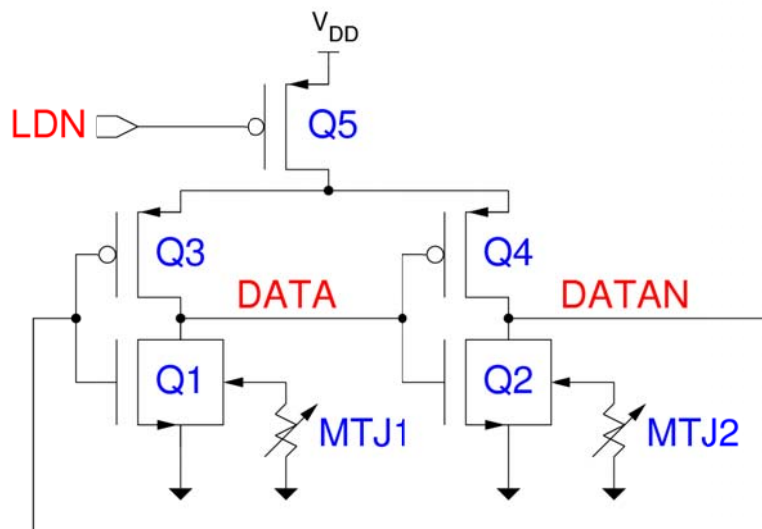 VDD
LDN
Q5
Q3
Q4
DATA
DATAN
Q1
Q2
MTJ1
MTJ2